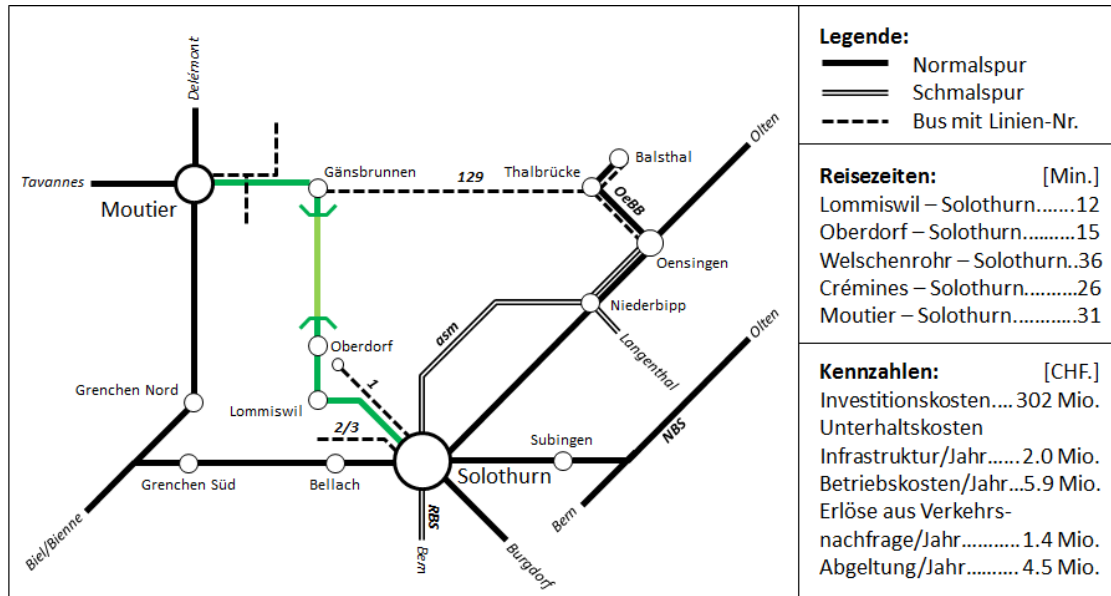 Delémont
Olten
Balsthal
Gänsbrunnen
129
Thalbrücke
Tavannes
OeBB
Moutier
Oensingen
Niederbipp
Olten
asm
Langenthal
Oberdorf
Grenchen Nord
1
Lommiswil
2/3
Subingen
NBS
Solothurn
Grenchen Süd
Bellach
RBS
Bern
Bern
Biel/Bienne
Burgdorf
Legende:
Normalspur
Schmalspur
Bus mit Linien-Nr.
Reisezeiten: [Min.]
Lommiswil – Solothurn.......12
Oberdorf – Solothurn.........15
Welschenrohr – Solothurn..36
Crémines – Solothurn.........26
Moutier – Solothurn...........31
Kennzahlen: [CHF.]
Investitionskosten.... 302 Mio.
Unterhaltskosten
Infrastruktur/Jahr...... 2.0 Mio.
Betriebskosten/Jahr...5.9 Mio.
Erlöse aus Verkehrs-
nachfrage/Jahr........... 1.4 Mio.
Abgeltung/Jahr.......... 4.5 Mio.